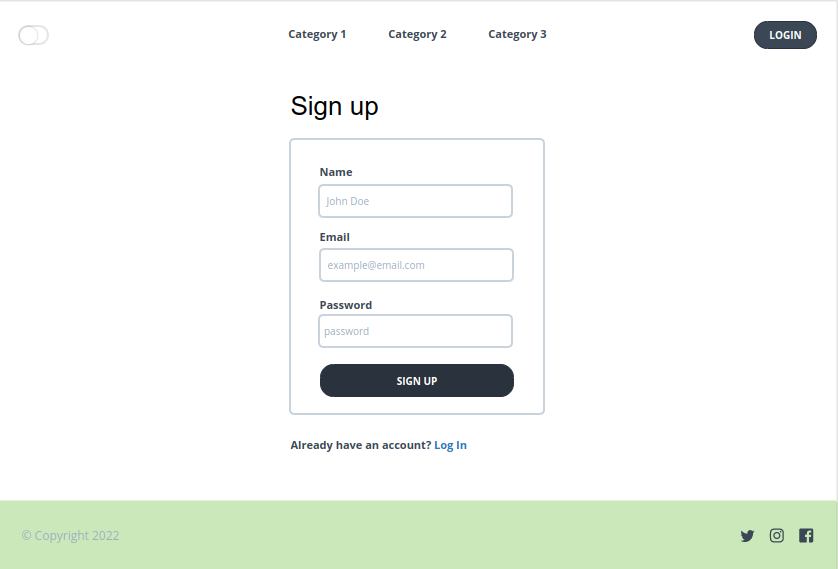 Category 1 Category 2 Category 3 LOGIN
Sign up
Name
John Doe
Email
example@email.com
Password
password
SIGN UP
Already have an account? Log In
© Copyright 2022